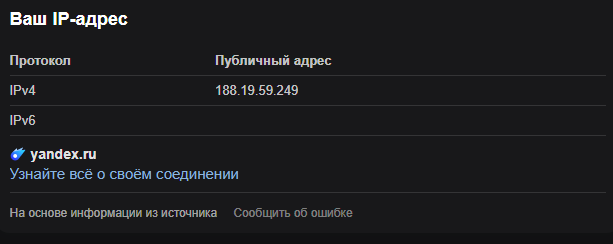 Ваш IP-адрес
Протокол Публичный адрес
IPv4 188.19.59.249
IPv6
yandex.ru
Узнайте всё о своём соединении
На основе информации из источника Сообщить об ошибке